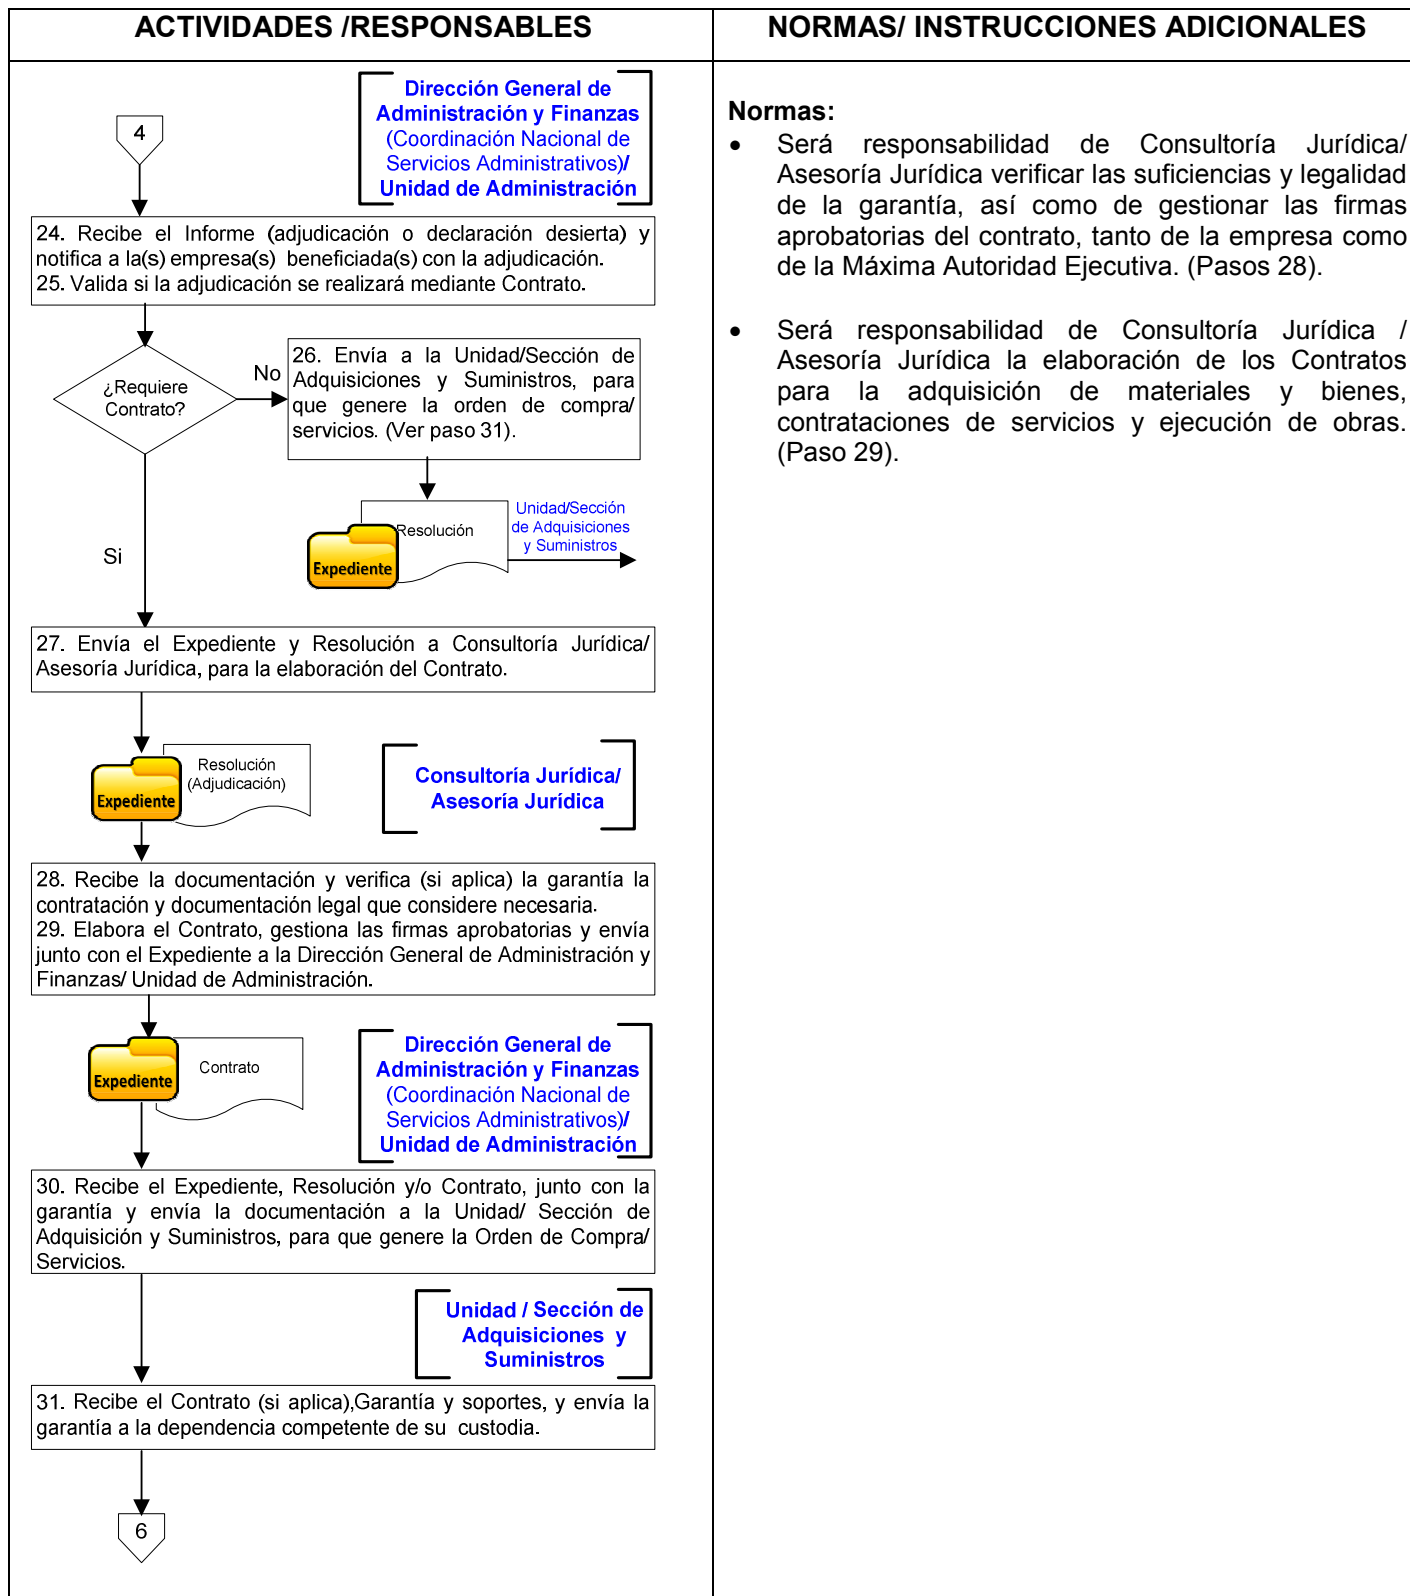 ACTIVIDADES /RESPONSABLES
NORMAS/ INSTRUCCIONES ADICIONALES
Dirección General de
Administración y Finanzas
(Coordinación Nacional de
Servicios Administrativos)/
Unidad de Administración
4
24. Recibe el Informe (adjudicación o declaración desierta) y
notifica a la(s) empresa(s) beneficiada(s) con la adjudicación.
25. Valida si la adjudicación se realizará mediante Contrato.
¿Requiere
Contrato?
No
26. Envía a la Unidad/Sección de
Adquisiciones y Suministros, para
que genere la orden de compra/
servicios. (Ver paso 31).
Resolución
Expediente
Unidad/Sección
de Adquisiciones
y Suministros
Si
27. Envía el Expediente y Resolución a Consultoría Jurídica/
Asesoría Jurídica, para la elaboración del Contrato.
Resolución
(Adjudicación)
Expediente
Consultoría Jurídica/
Asesoría Jurídica
28. Recibe la documentación y verifica (si aplica) la garantía la
contratación y documentación legal que considere necesaria.
29. Elabora el Contrato, gestiona las firmas aprobatorias y envía
junto con el Expediente a la Dirección General de Administración y
Finanzas/ Unidad de Administración.
Contrato
Expediente
Dirección General de
Administración y Finanzas
(Coordinación Nacional de
Servicios Administrativos)/
Unidad de Administración
30. Recibe el Expediente, Resolución y/o Contrato, junto con la
garantía y envía la documentación a la Unidad/ Sección de
Adquisición y Suministros, para que genere la Orden de Compra/
Servicios.
Unidad / Sección de
Adquisiciones y
Suministros
31. Recibe el Contrato (si aplica),Garantía y soportes, y envía la
garantía a la dependencia competente de su custodia.
6
Normas:
• Será responsabilidad de Consultoría Jurídica/
Asesoría Jurídica verificar las suficiencias y legalidad
de la garantía, así como de gestionar las firmas
aprobatorias del contrato, tanto de la empresa como
de la Máxima Autoridad Ejecutiva. (Pasos 28).
• Será responsabilidad de Consultoría Jurídica /
Asesoría Jurídica la elaboración de los Contratos
para la adquisición de materiales y bienes,
contrataciones de servicios y ejecución de obras.
(Paso 29).